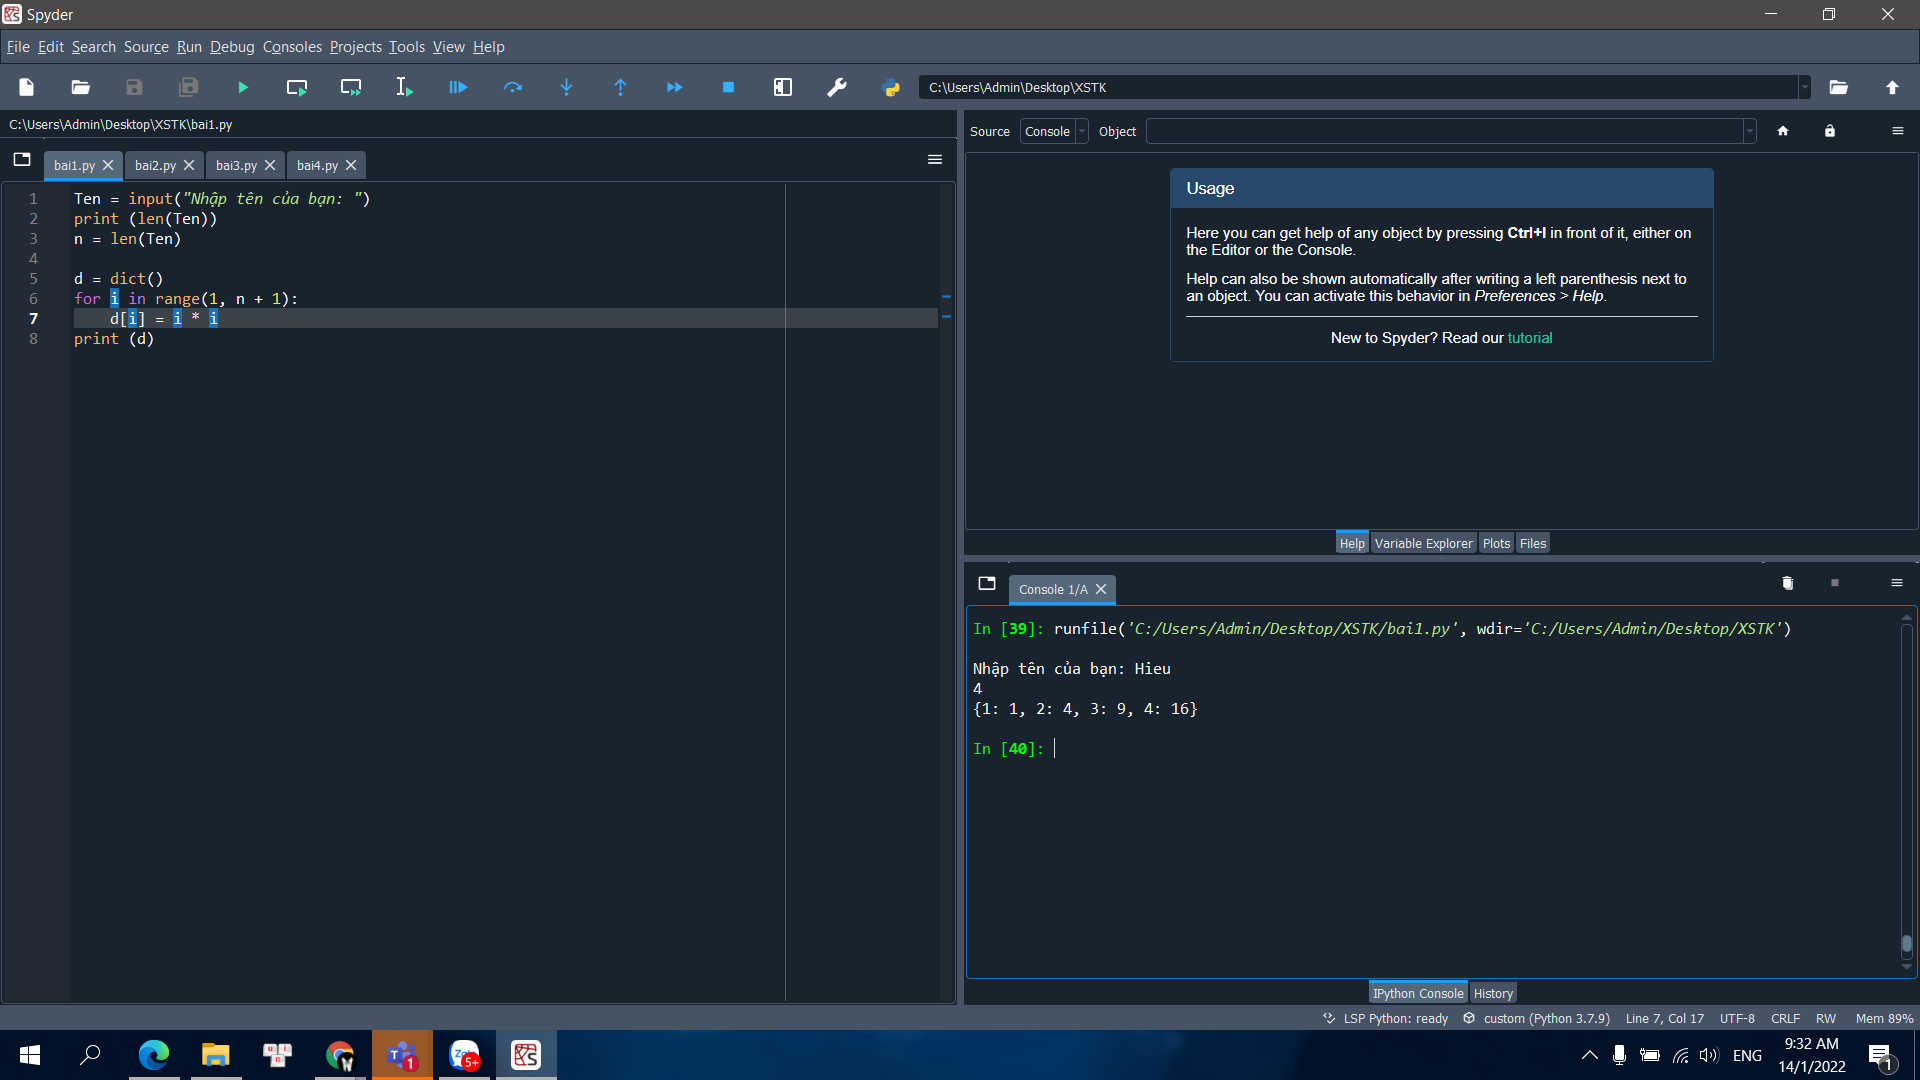 Spyder
File Edit Search Source Run Debug Consoles Projects Tools View Help
C:\Users\Admin\Desktop\XSTK
C:\Users\Admin\Desktop\XSTK\bai1.py
bai1.py bai2.py bai3.py bai4.py
1 Ten = input("Nhập tên của bạn: ")
2 print (len(Ten))
3 n = len(Ten)
4
5 d = dict()
6 for i in range(1, n + 1):
7 d[i] = i * i
8 print (d)
Source Console Object
Usage
Here you can get help of any object by pressing Ctrl+I in front of it, either on
the Editor or the Console.
Help can also be shown automatically after writing a left parenthesis next to
an object. You can activate this behavior in Preferences > Help.
New to Spyder? Read our tutorial
Help Variable Explorer Plots Files
Console 1/A
In [39]: runfile('C:/Users/Admin/Desktop/XSTK/bai1.py', wdir='C:/Users/Admin/Desktop/XSTK')
Nhập tên của bạn: Hieu
4
{1: 1, 2: 4, 3: 9, 4: 16}
In [40]:
IPython Console History
LSP Python: ready custom (Python 3.7.9) Line 7, Col 17 UTF-8 CRLF RW Mem 89%
1
5+
ENG
9:32 AM
14/1/2022
1